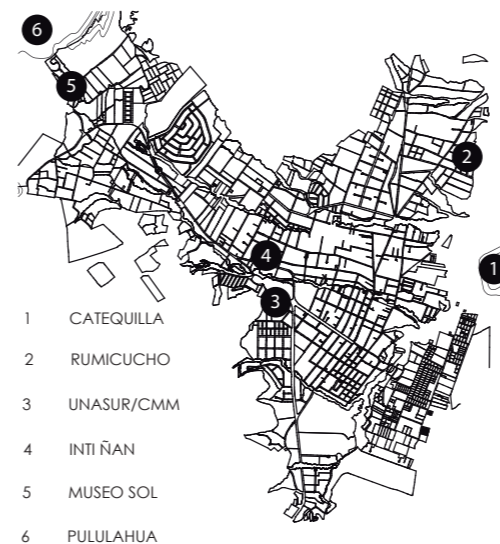 6
5
2
4
1
3
1 CATEQUILLA
2 RUMICUCHO
3 UNASUR/CMM
4 INTI ÑAN
5 MUSEO SOL
6 PULULAHUA